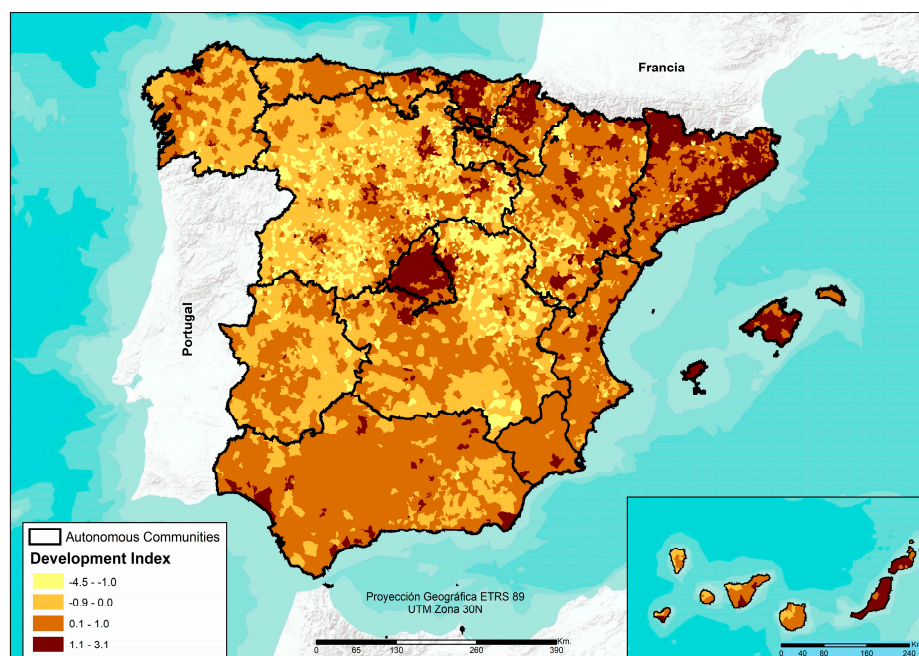 Francia
Portugal
Autonomous Communities
Development Index
-4.5 - -1.0
-0.9 - 0.0
0.1 - 1.0
1.1 - 3.1
Proyección Geográfica ETRS 89
UTM Zona 30N
Km.
0 65 130 260 390
Km.
0 40 80 160 240